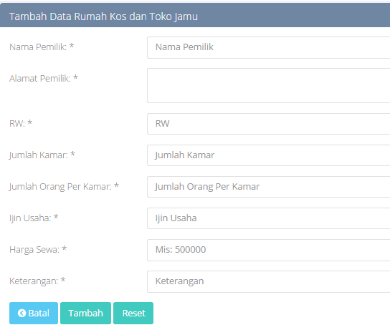 Tambah Data Rumah Kos dan Toko Jamu
Nama Pemilik: * Nama Pemilik
Alamat Pemilik: *
RW: * RW
Jumlah Kamar: * Jumlah Kamar
Jumlah Orang Per Kamar: * Jumlah Orang Per Kamar
Ijin Usaha: * Ijin Usaha
Harga Sewa: * Mis: 500000
Keterangan: * Keterangan
Batal Tambah Reset